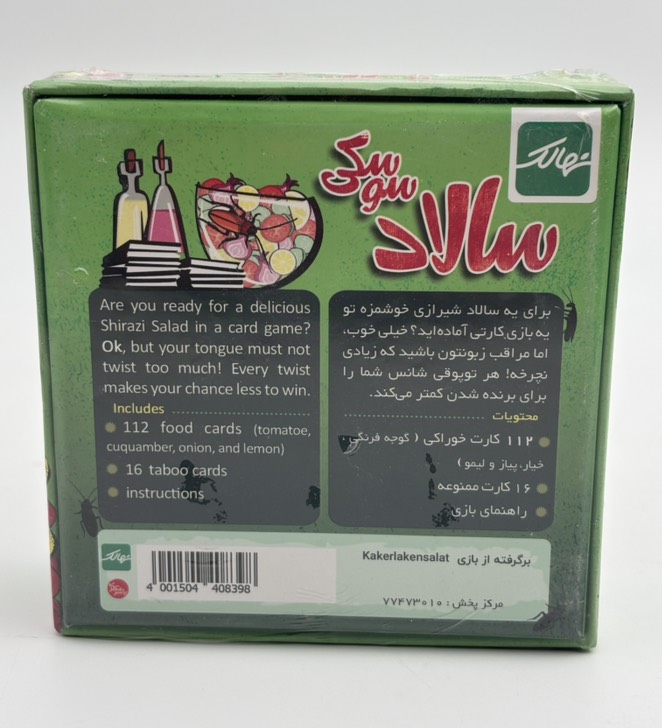 نهالک
سالاد
سوسکی
Are you ready for a delicious
Shirazi Salad in a card game?
Ok, but your tongue must not
twist too much! Every twist
makes your chance less to win.
Includes
112 food cards (tomatoe,
cuquamber, onion, and lemon)
16 taboo cards
instructions
برای یه سالاد شیرازی خوشمزه تو
یه بازی کارتی آماده‌اید؟ خیلی خوب،
اما مراقب زبونتون باشید که زیادی
نچرخه! هر توپوقی شانس شما را
برای برنده شدن کمتر می‌کند.
محتویات
۱۱۲ کارت خوراکی ( گوجه فرنگی،
خیار، پیاز و لیمو )
۱۶ کارت ممنوعه
راهنمای بازی
نهالک
4 001504 408398
برگرفته از بازی Kakerlakensalat
مرکز پخش : ۷۷۴۷۳۰۱۰